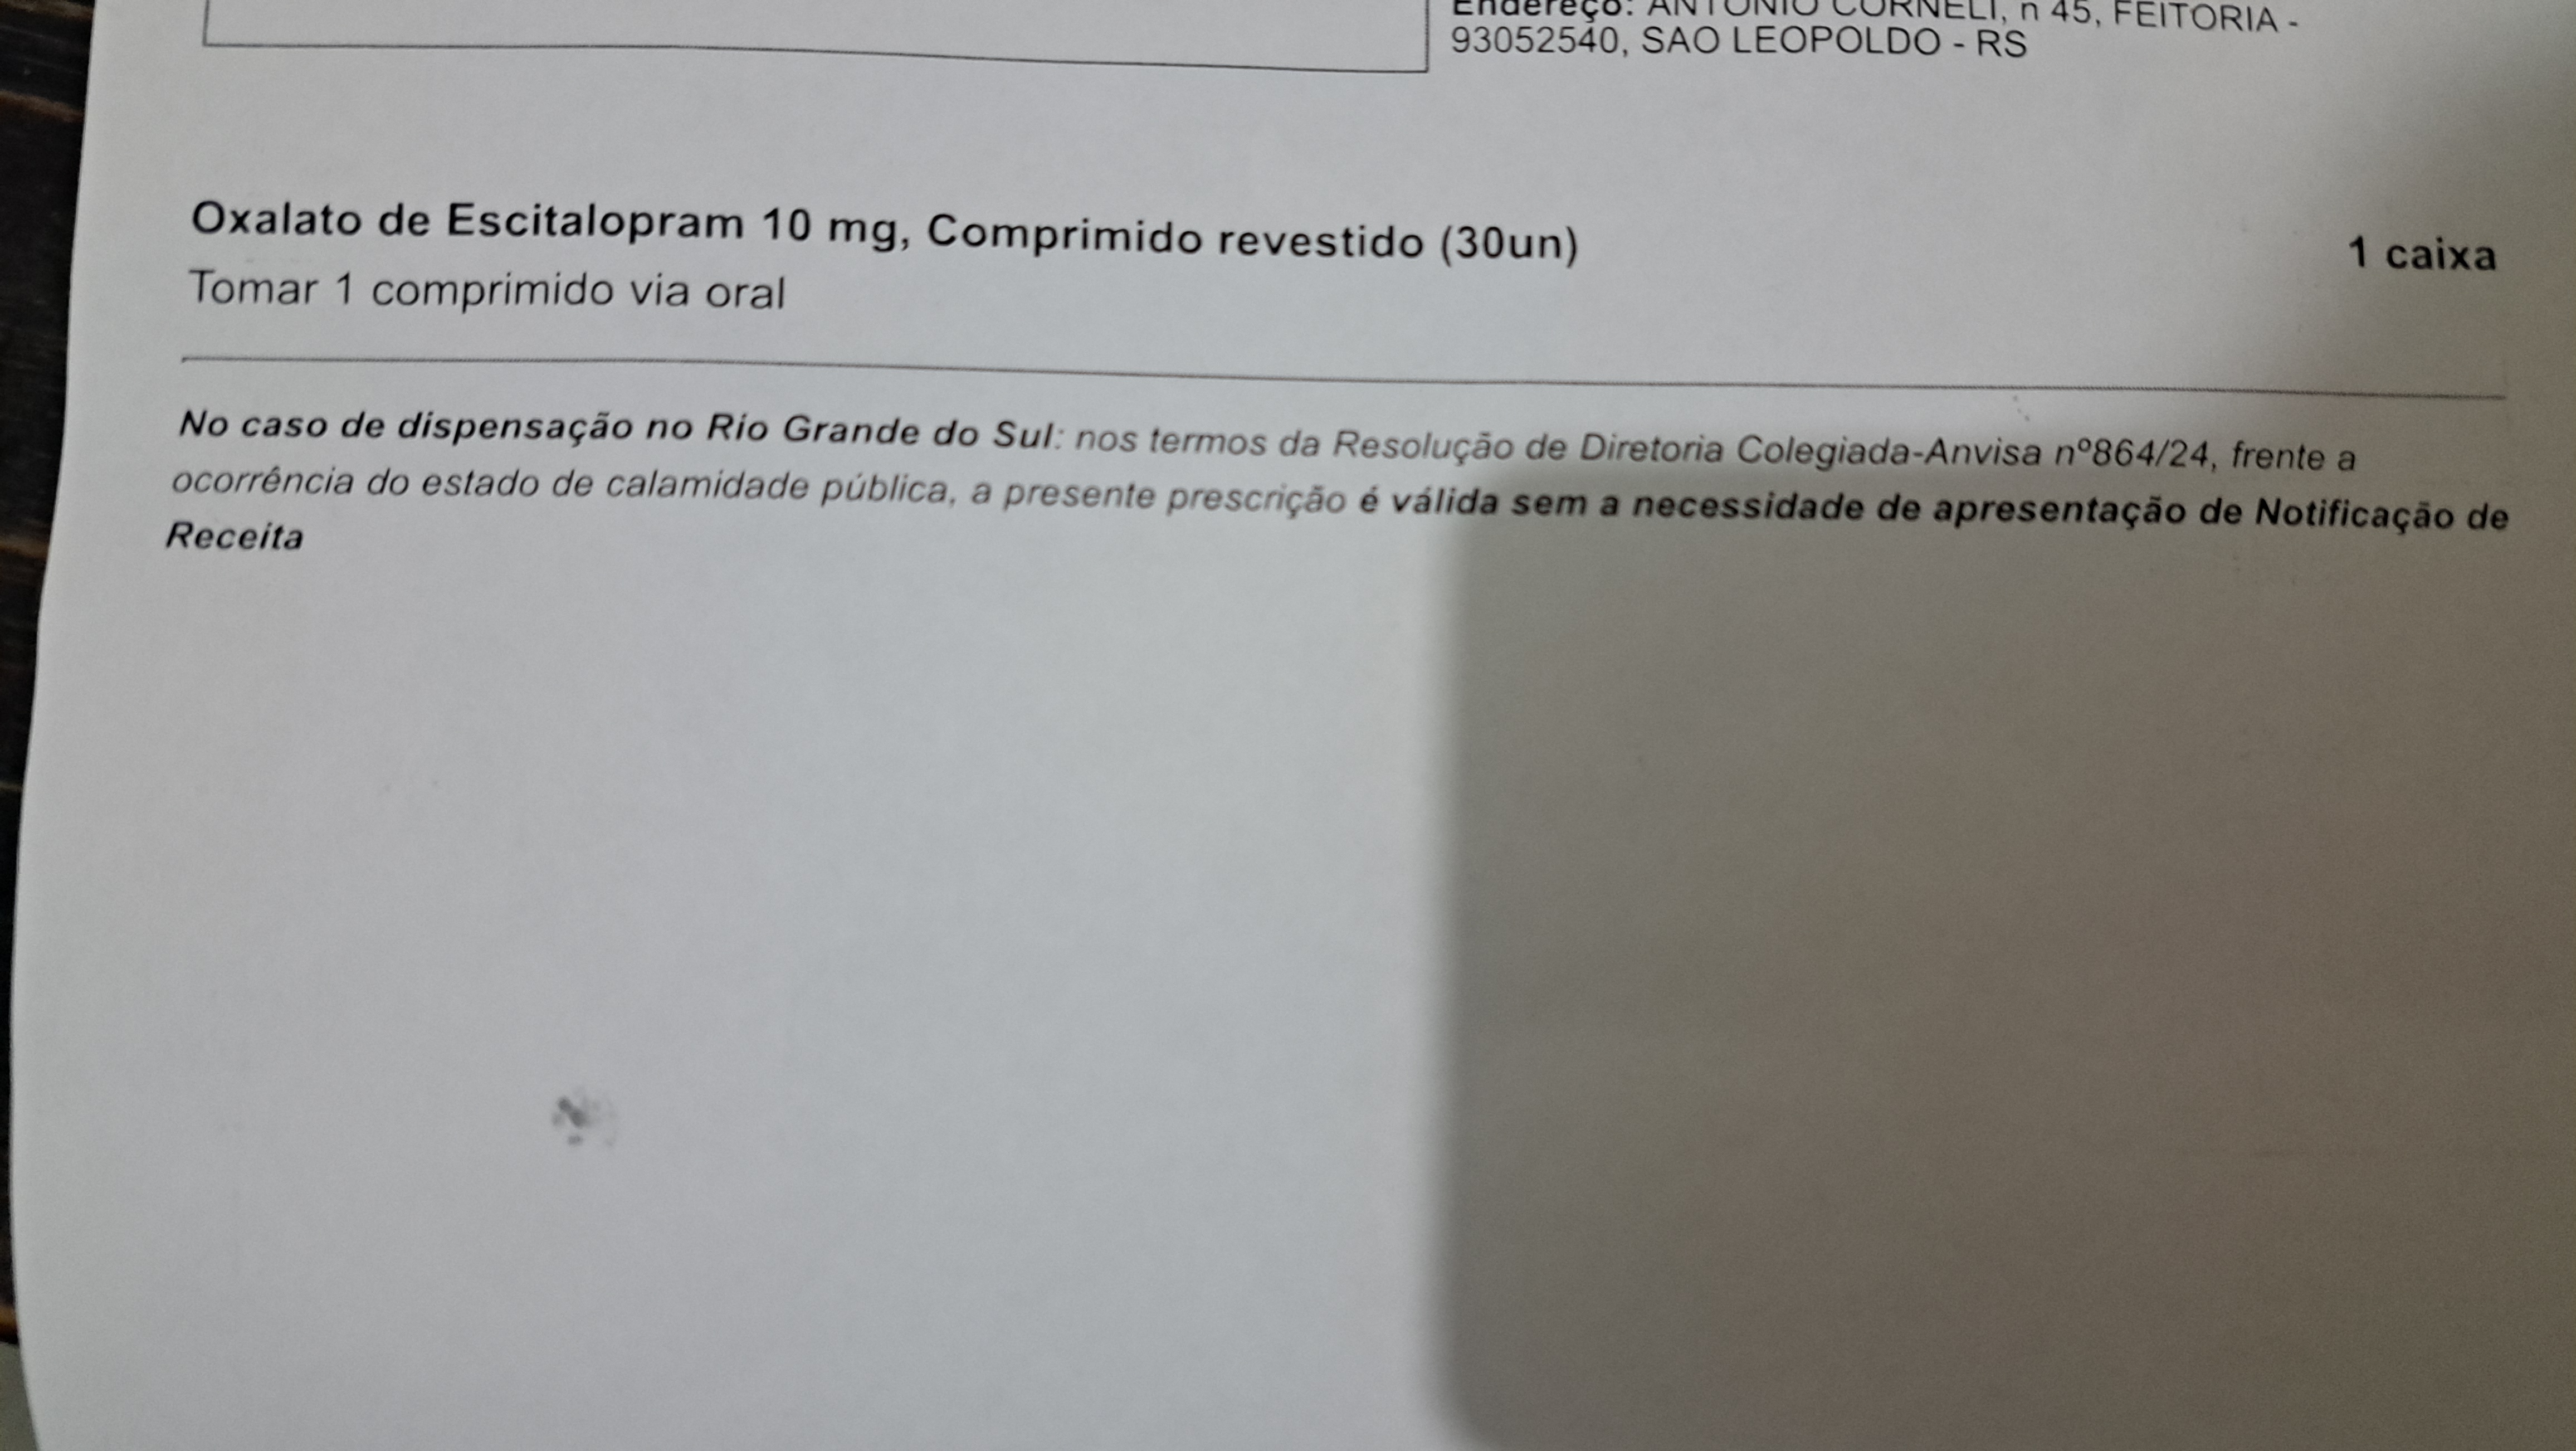 Endereço: ANTONIO CORNELI, n 45, FEITORIA -
93052540, SAO LEOPOLDO - RS
Oxalato de Escitalopram 10 mg, Comprimido revestido (30un) 1 caixa
Tomar 1 comprimido via oral
No caso de dispensação no Rio Grande do Sul: nos termos da Resolução de Diretoria Colegiada-Anvisa nº864/24, frente a
ocorrência do estado de calamidade pública, a presente prescrição é válida sem a necessidade de apresentação de Notificação de
Receita